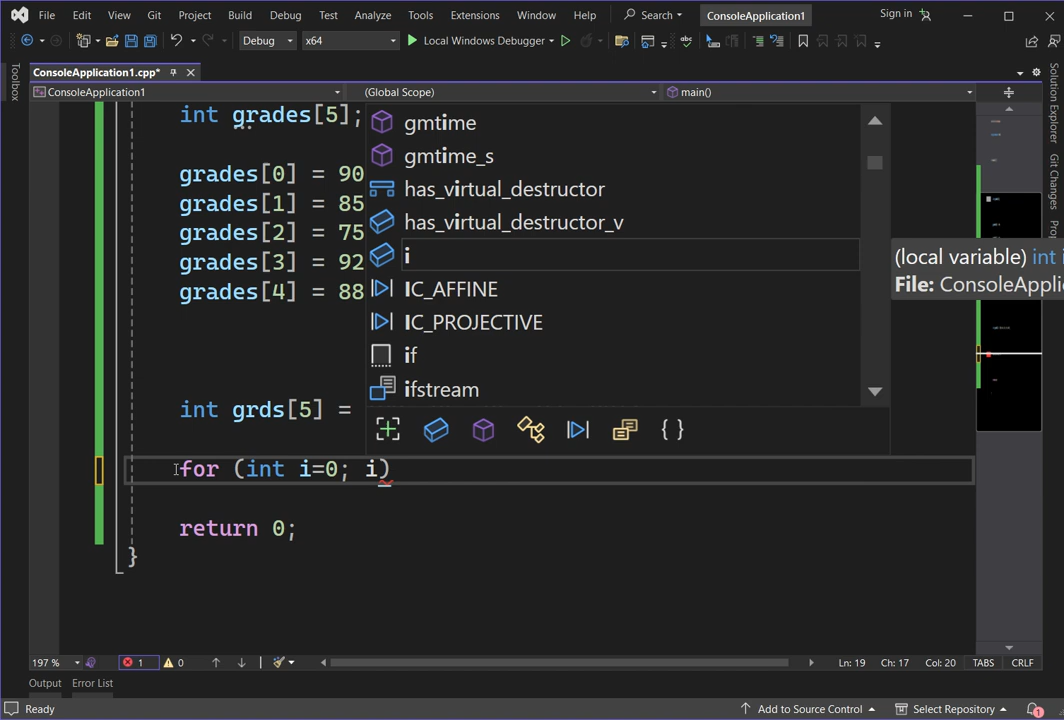 File Edit View Git Project Build Debug Test Analyze Tools Extensions Window Help Search ConsoleApplication1 Sign in
Debug x64 Local Windows Debugger
Toolbox
ConsoleApplication1.cpp*
ConsoleApplication1 (Global Scope) main()
int grades[5];
grades[0] = 90
grades[1] = 85
grades[2] = 75
grades[3] = 92
grades[4] = 88
int grds[5] =
for (int i=0; i)
return 0;
}
gmtime
gmtime_s
has_virtual_destructor
has_virtual_destructor_v
i
IC_AFFINE
IC_PROJECTIVE
if
ifstream
{ }
(local variable) int i
File: ConsoleApplic
Solution Explorer
Git Changes
Prop
197 % 1 0 Ln: 19 Ch: 17 Col: 20 TABS CRLF
Output Error List
Ready Add to Source Control Select Repository 1